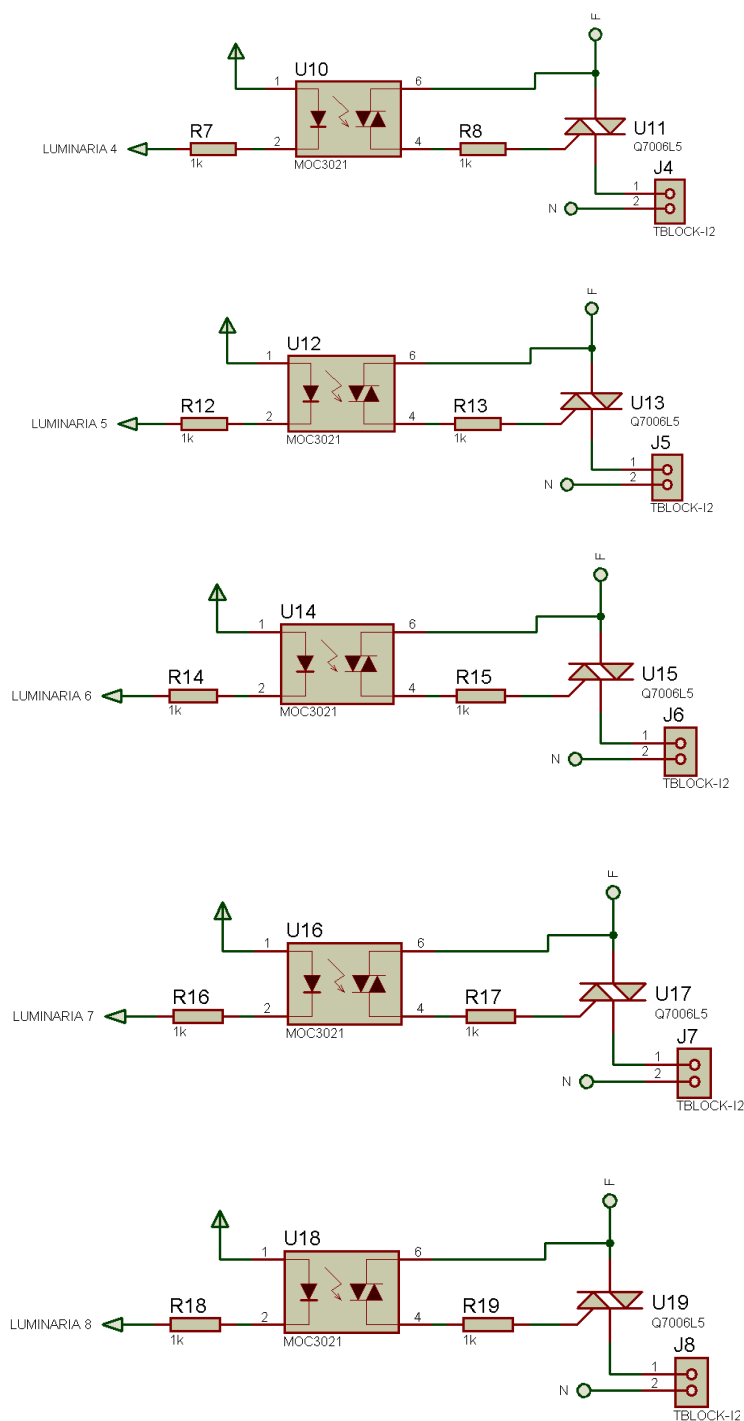 F
U10
1
6
R7
R8
U11
LUMINARIA 4
2
4
Q7006L5
1k
MOC3021
1k
J4
1
N
2
TBLOCK-I2
F
U12
1
6
R12
R13
U13
LUMINARIA 5
2
4
Q7006L5
1k
MOC3021
1k
J5
1
N
2
TBLOCK-I2
F
U14
1
6
R14
R15
U15
LUMINARIA 6
2
4
Q7006L5
1k
MOC3021
1k
J6
1
N
2
TBLOCK-I2
F
U16
1
6
R16
R17
U17
LUMINARIA 7
2
4
Q7006L5
1k
MOC3021
1k
J7
1
N
2
TBLOCK-I2
F
U18
1
6
R18
R19
U19
LUMINARIA 8
2
4
Q7006L5
1k
MOC3021
1k
J8
1
N
2
TBLOCK-I2